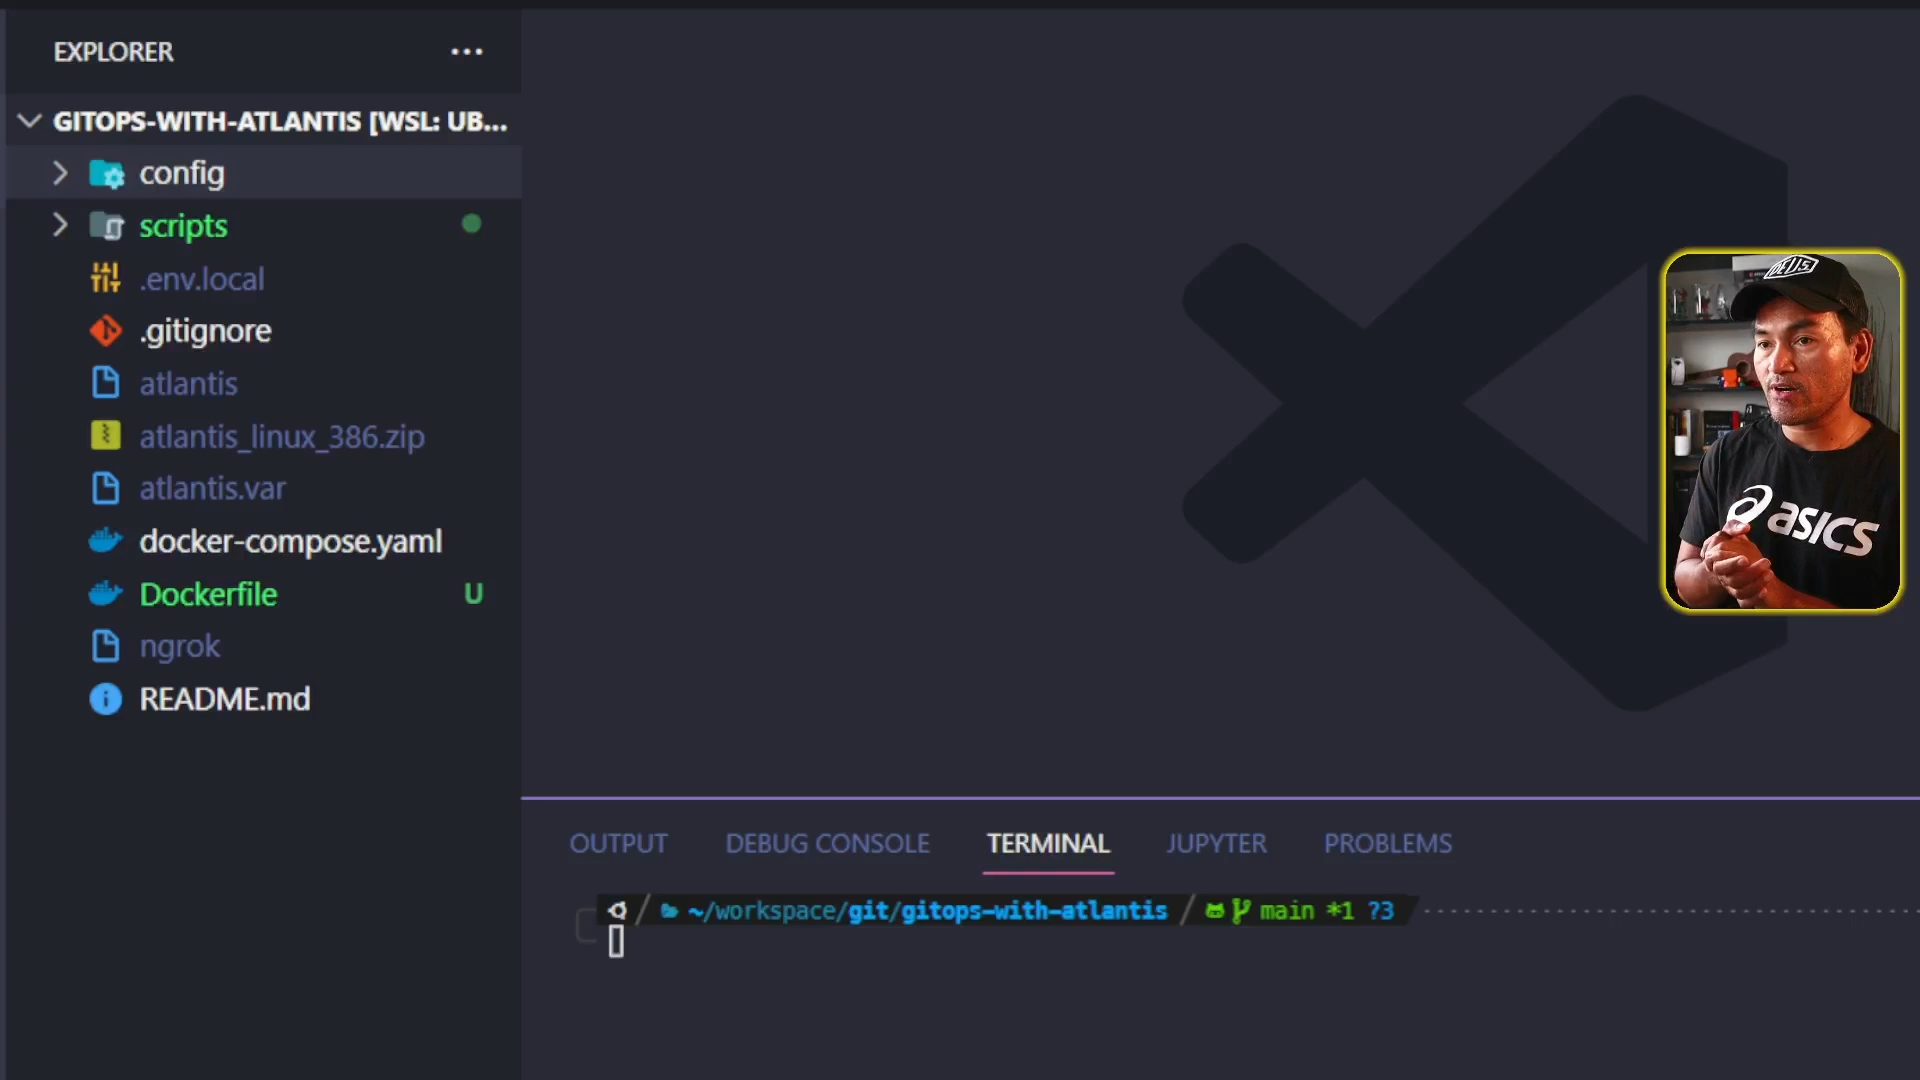 EXPLORER
GITOPS-WITH-ATLANTIS [WSL: UB...
config
scripts
.env.local
.gitignore
atlantis
atlantis_linux_386.zip
atlantis.var
docker-compose.yaml
Dockerfile U
ngrok
README.md
DEUS
asics
OUTPUT DEBUG CONSOLE TERMINAL JUPYTER PROBLEMS
~/workspace/git/gitops-with-atlantis / main *1 ?3